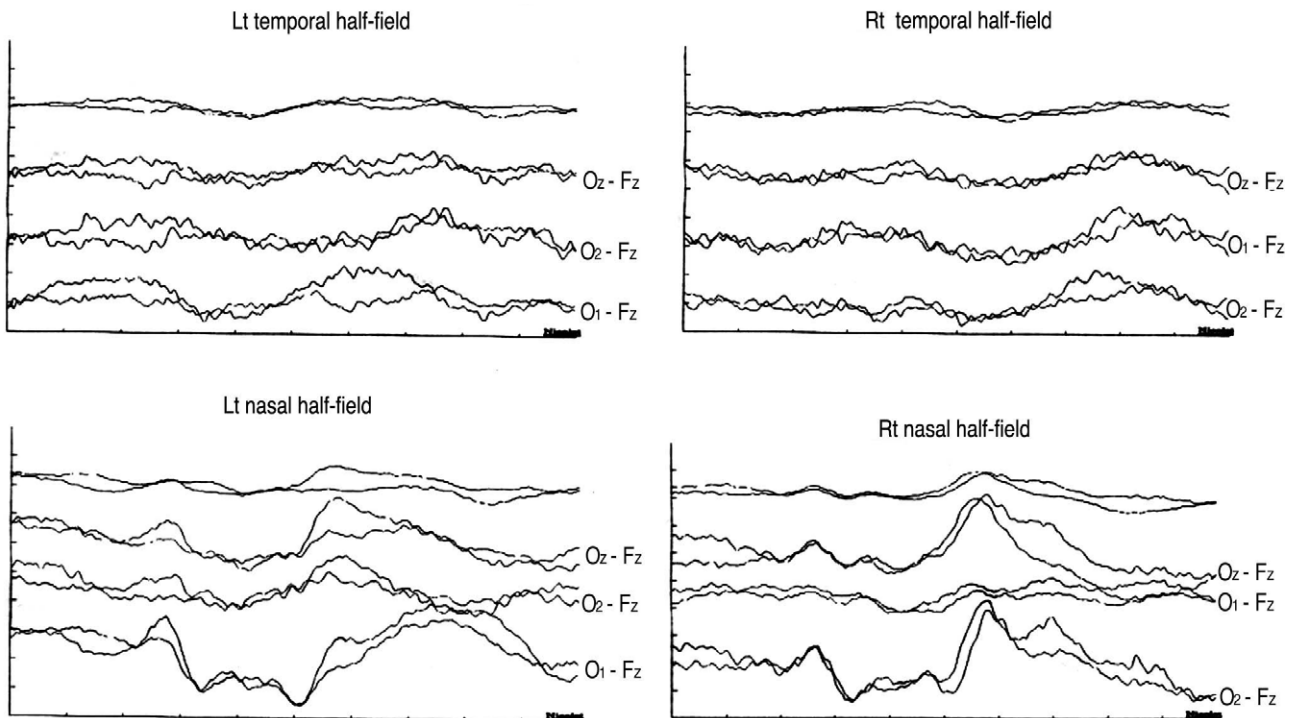 Lt temporal half-field
Oz - Fz
O2 - Fz
O1 - Fz
Nicolet
Rt temporal half-field
Oz - Fz
O1 - Fz
O2 - Fz
Nicolet
Lt nasal half-field
Oz - Fz
O2 - Fz
O1 - Fz
Rt nasal half-field
Oz - Fz
O1 - Fz
O2 - Fz